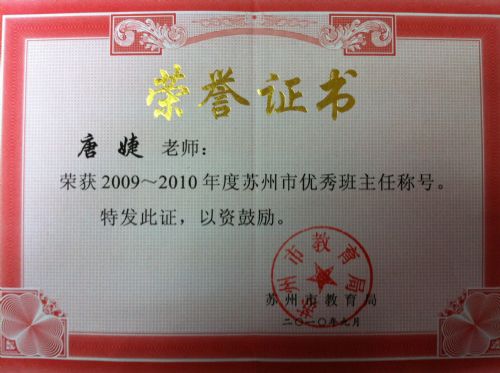 荣誉证书
唐婕 老师：
荣获2009～2010年度苏州市优秀班主任称号。
特发此证，以资鼓励。
苏州市教育局
苏州市教育局
二〇一〇年九月